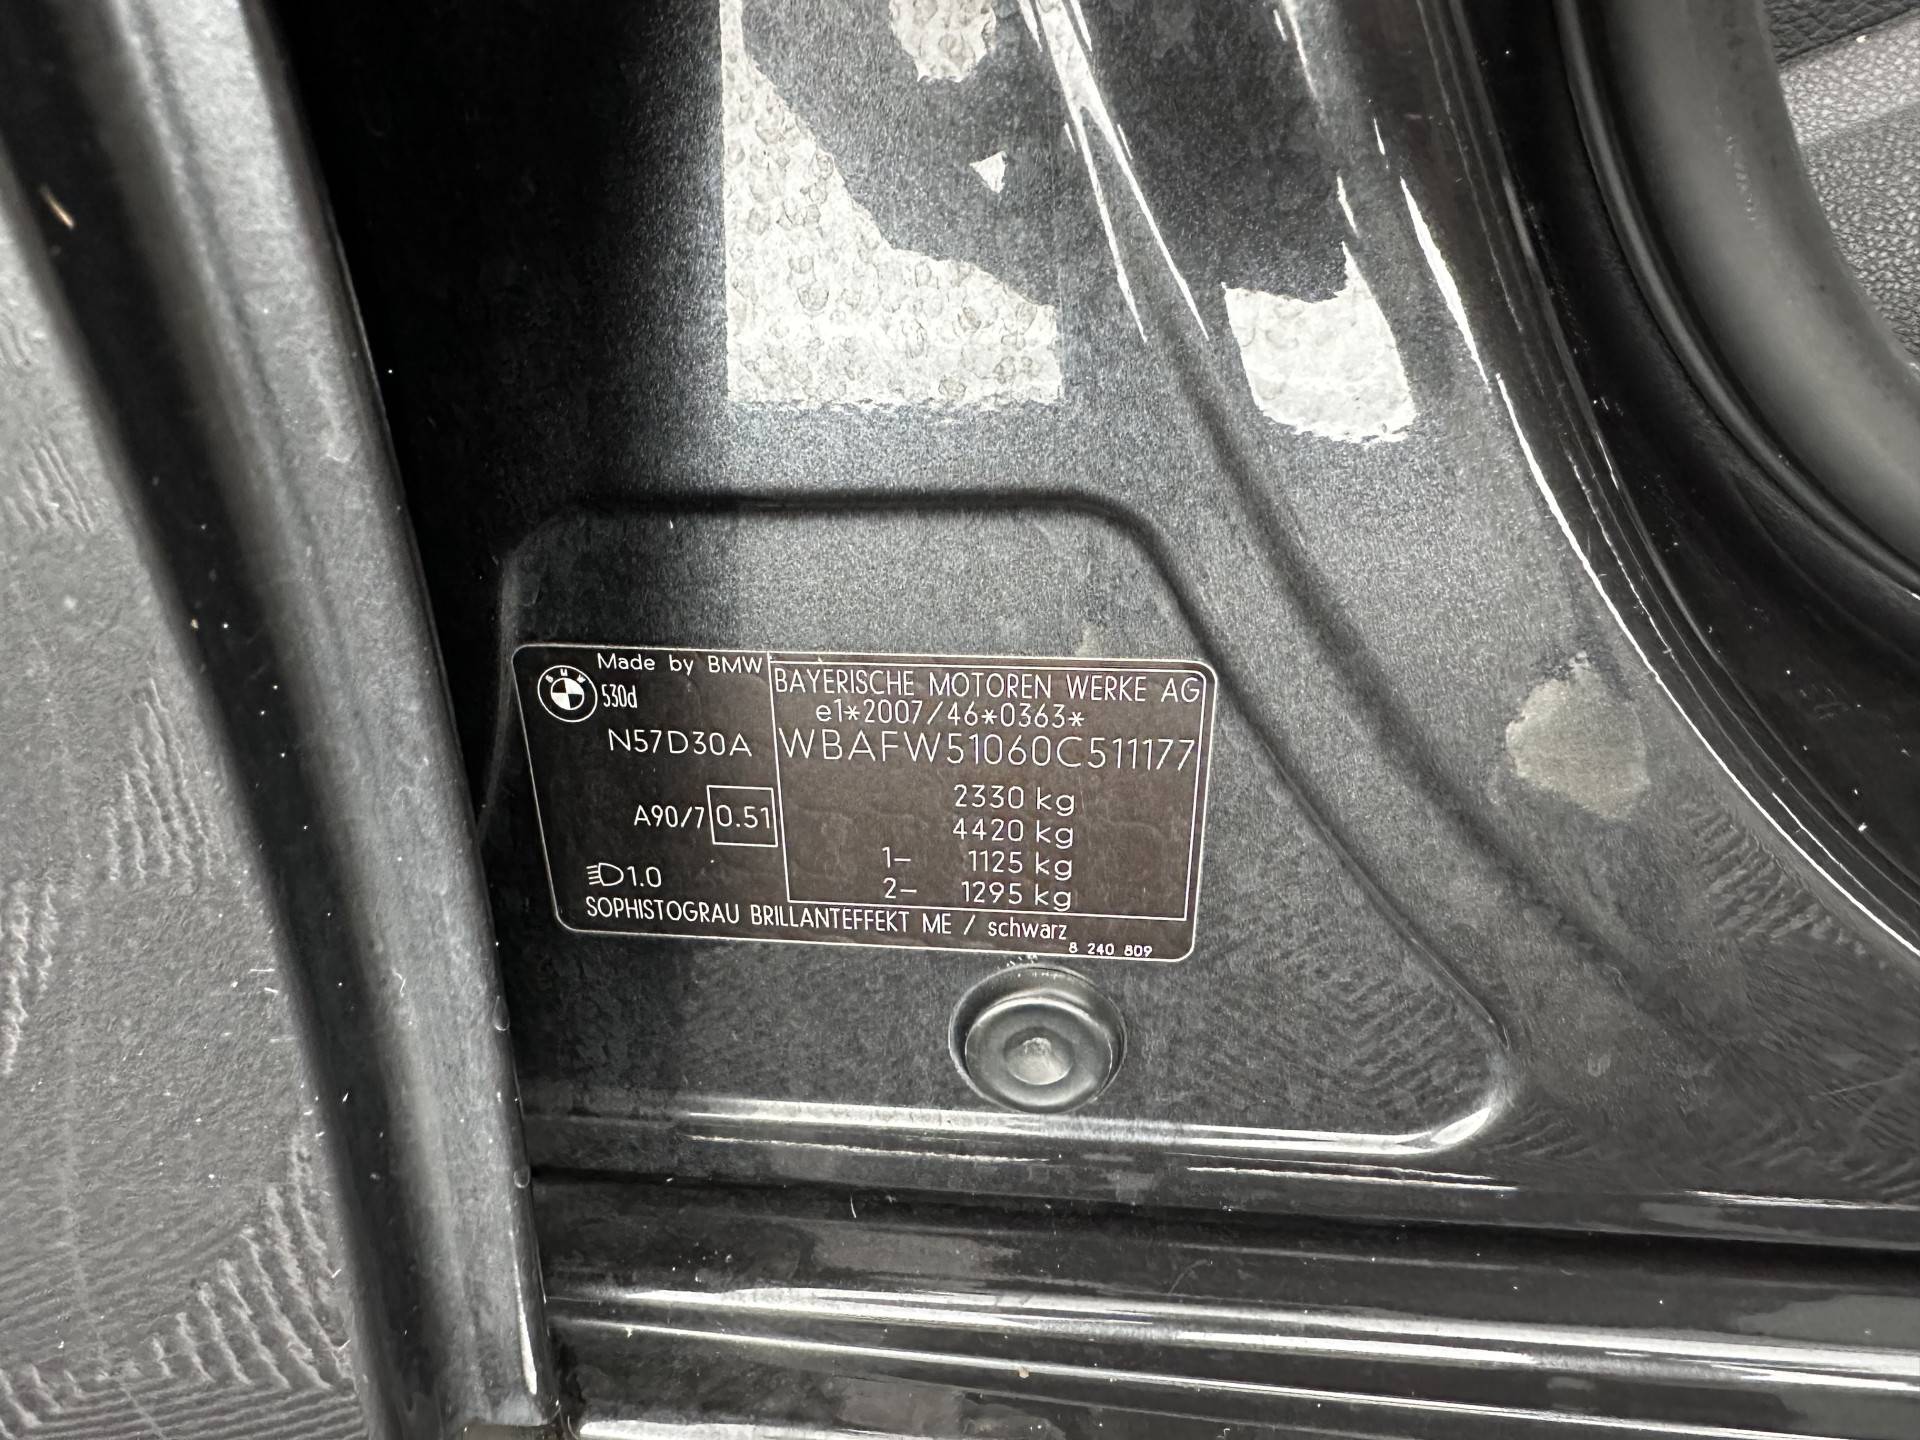 Made by BMW
BMW
530d
N57D30A
A90/7 0.51
1.0
BAYERISCHE MOTOREN WERKE AG
e1*2007/46*0363*
WBAFW51060C511177
2330 kg
4420 kg
1- 1125 kg
2- 1295 kg
SOPHISTOGRAU BRILLANTEFFEKT ME / schwarz
8 240 809